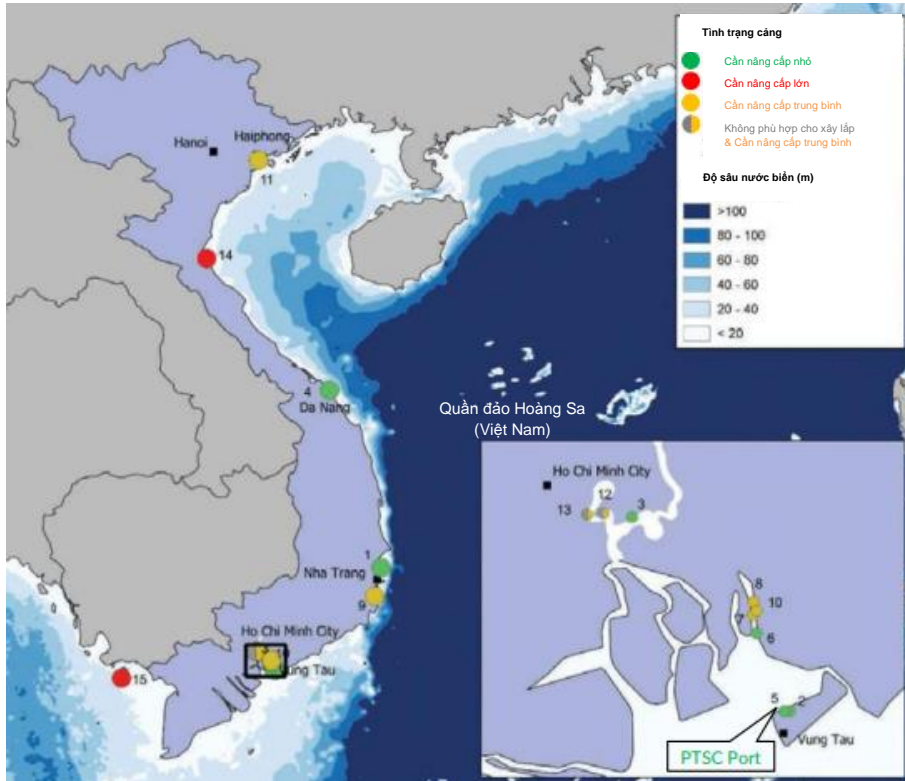 Tình trạng cảng
Cần nâng cấp nhỏ
Cần nâng cấp lớn
Cần nâng cấp trung bình
Không phù hợp cho xây lắp
& Cần nâng cấp trung bình
Độ sâu nước biển (m)
>100
80 - 100
60 - 80
40 - 60
20 - 40
< 20
Hanoi
Haiphong
11
14
4
Da Nang
Quần đảo Hoàng Sa
(Việt Nam)
1
Nha Trang
9
Ho Chi Minh City
Vung Tau
15
Ho Chi Minh City
12
13
3
8
10
7
6
5
2
Vung Tau
PTSC Port